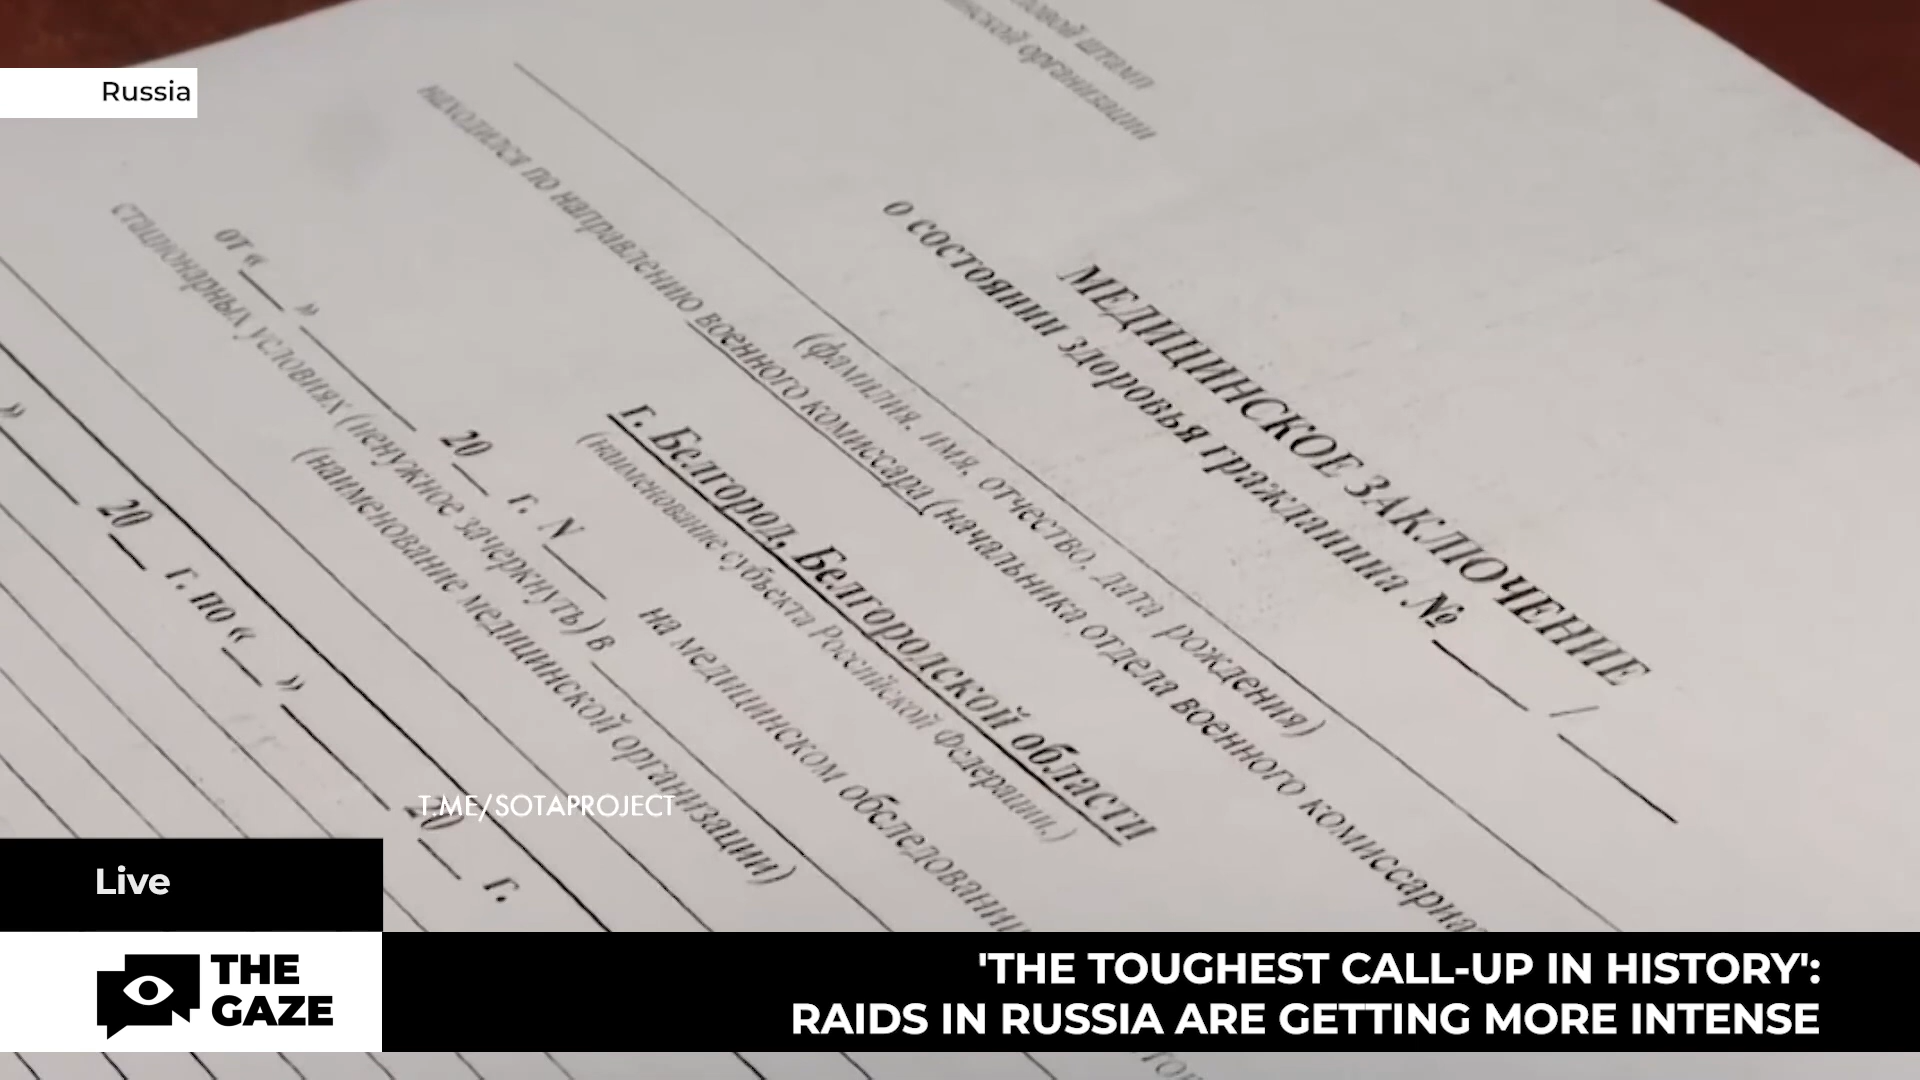 Russia
штамп
организации
МЕДИЦИНСКОЕ ЗАКЛЮЧЕНИЕ
о состоянии здоровья гражданина № /
(фамилия, имя, отчество, дата рождения)
находился по направлению военного комиссара (начальника отдела военного
г. Белгород, Белгородской области
(наименование субъекта Российской Федерации,)
от « » 20 г. N на медицинском
стационарных условиях (ненужное зачеркнуть) в
(наименование медицинской организации)
» 20 г. по « » 20 г.
T.ME/SOTAPROJECT
Live
THE
GAZE
'THE TOUGHEST CALL-UP IN HISTORY':
RAIDS IN RUSSIA ARE GETTING MORE INTENSE